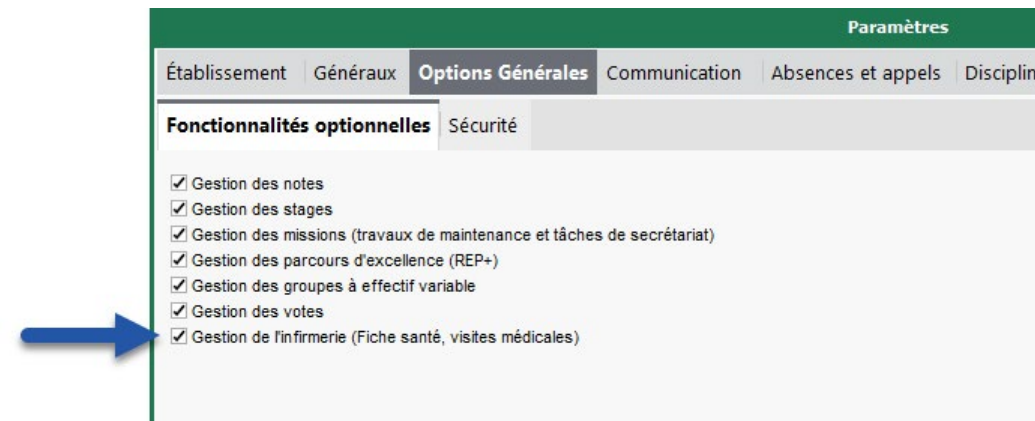 Paramètres
Établissement Généraux Options Générales Communication Absences et appels Disciplin
Fonctionnalités optionnelles Sécurité
Gestion des notes
Gestion des stages
Gestion des missions (travaux de maintenance et tâches de secrétariat)
Gestion des parcours d'excellence (REP+)
Gestion des groupes à effectif variable
Gestion des votes
Gestion de l'infirmerie (Fiche santé, visites médicales)